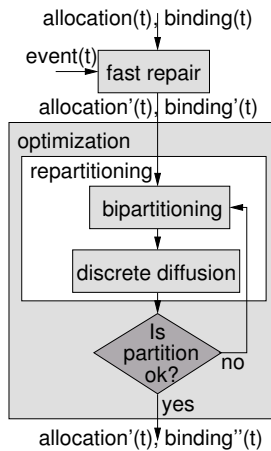 allocation(t), binding(t)
event(t)
fast repair
allocation'(t), binding'(t)
optimization
repartitioning
bipartitioning
discrete diffusion
Is
partition
ok?
no
yes
allocation'(t), binding''(t)